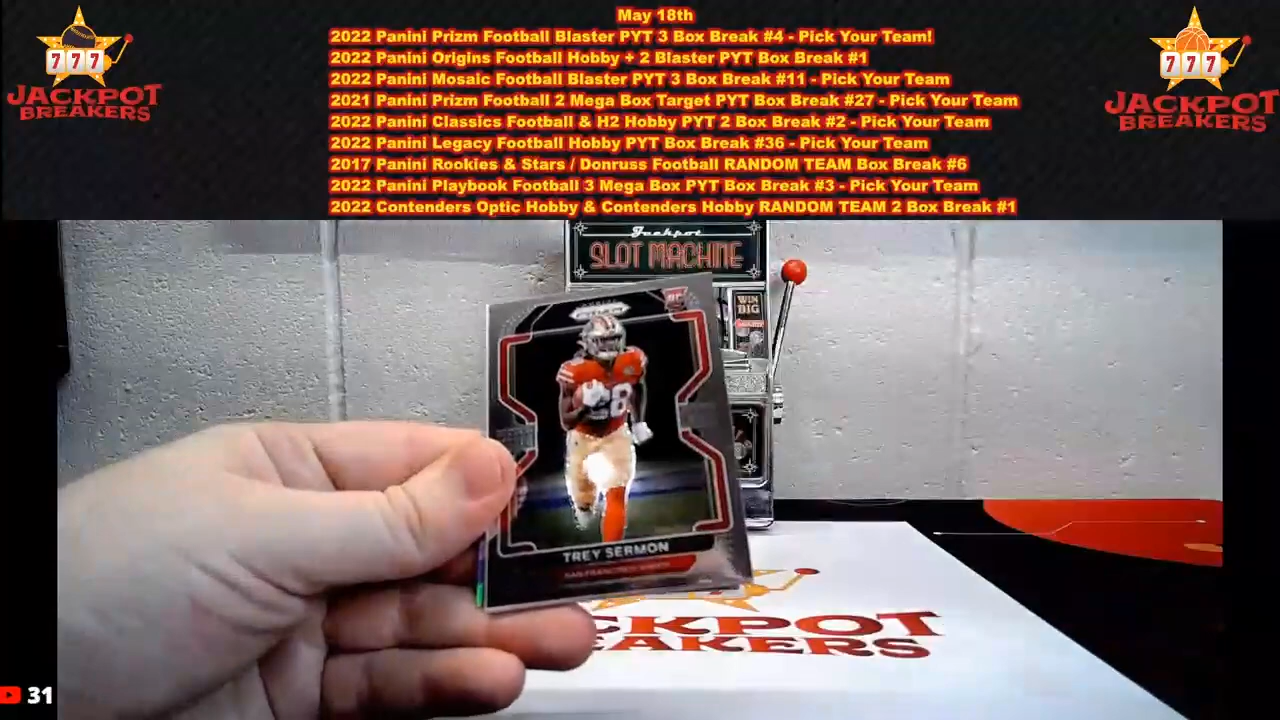 May 18th
2022 Panini Prizm Football Blaster PYT 3 Box Break #4 - Pick Your Team!
2022 Panini Origins Football Hobby + 2 Blaster PYT Box Break #1
2022 Panini Mosaic Football Blaster PYT 3 Box Break #11 - Pick Your Team
2021 Panini Prizm Football 2 Mega Box Target PYT Box Break #27 - Pick Your Team
2022 Panini Classics Football & H2 Hobby PYT 2 Box Break #2 - Pick Your Team
2022 Panini Legacy Football Hobby PYT Box Break #36 - Pick Your Team
2017 Panini Rookies & Stars / Donruss Football RANDOM TEAM Box Break #6
2022 Panini Playbook Football 3 Mega Box PYT Box Break #3 - Pick Your Team
2022 Contenders Optic Hobby & Contenders Hobby RANDOM TEAM 2 Box Break #1
777
JACKPOT
BREAKERS
777
JACKPOT
BREAKERS
Jackpot
SLOT MACHINE
WIN
BIG
RC
28
TREY SERMON
CKPOT
EAKERS
31